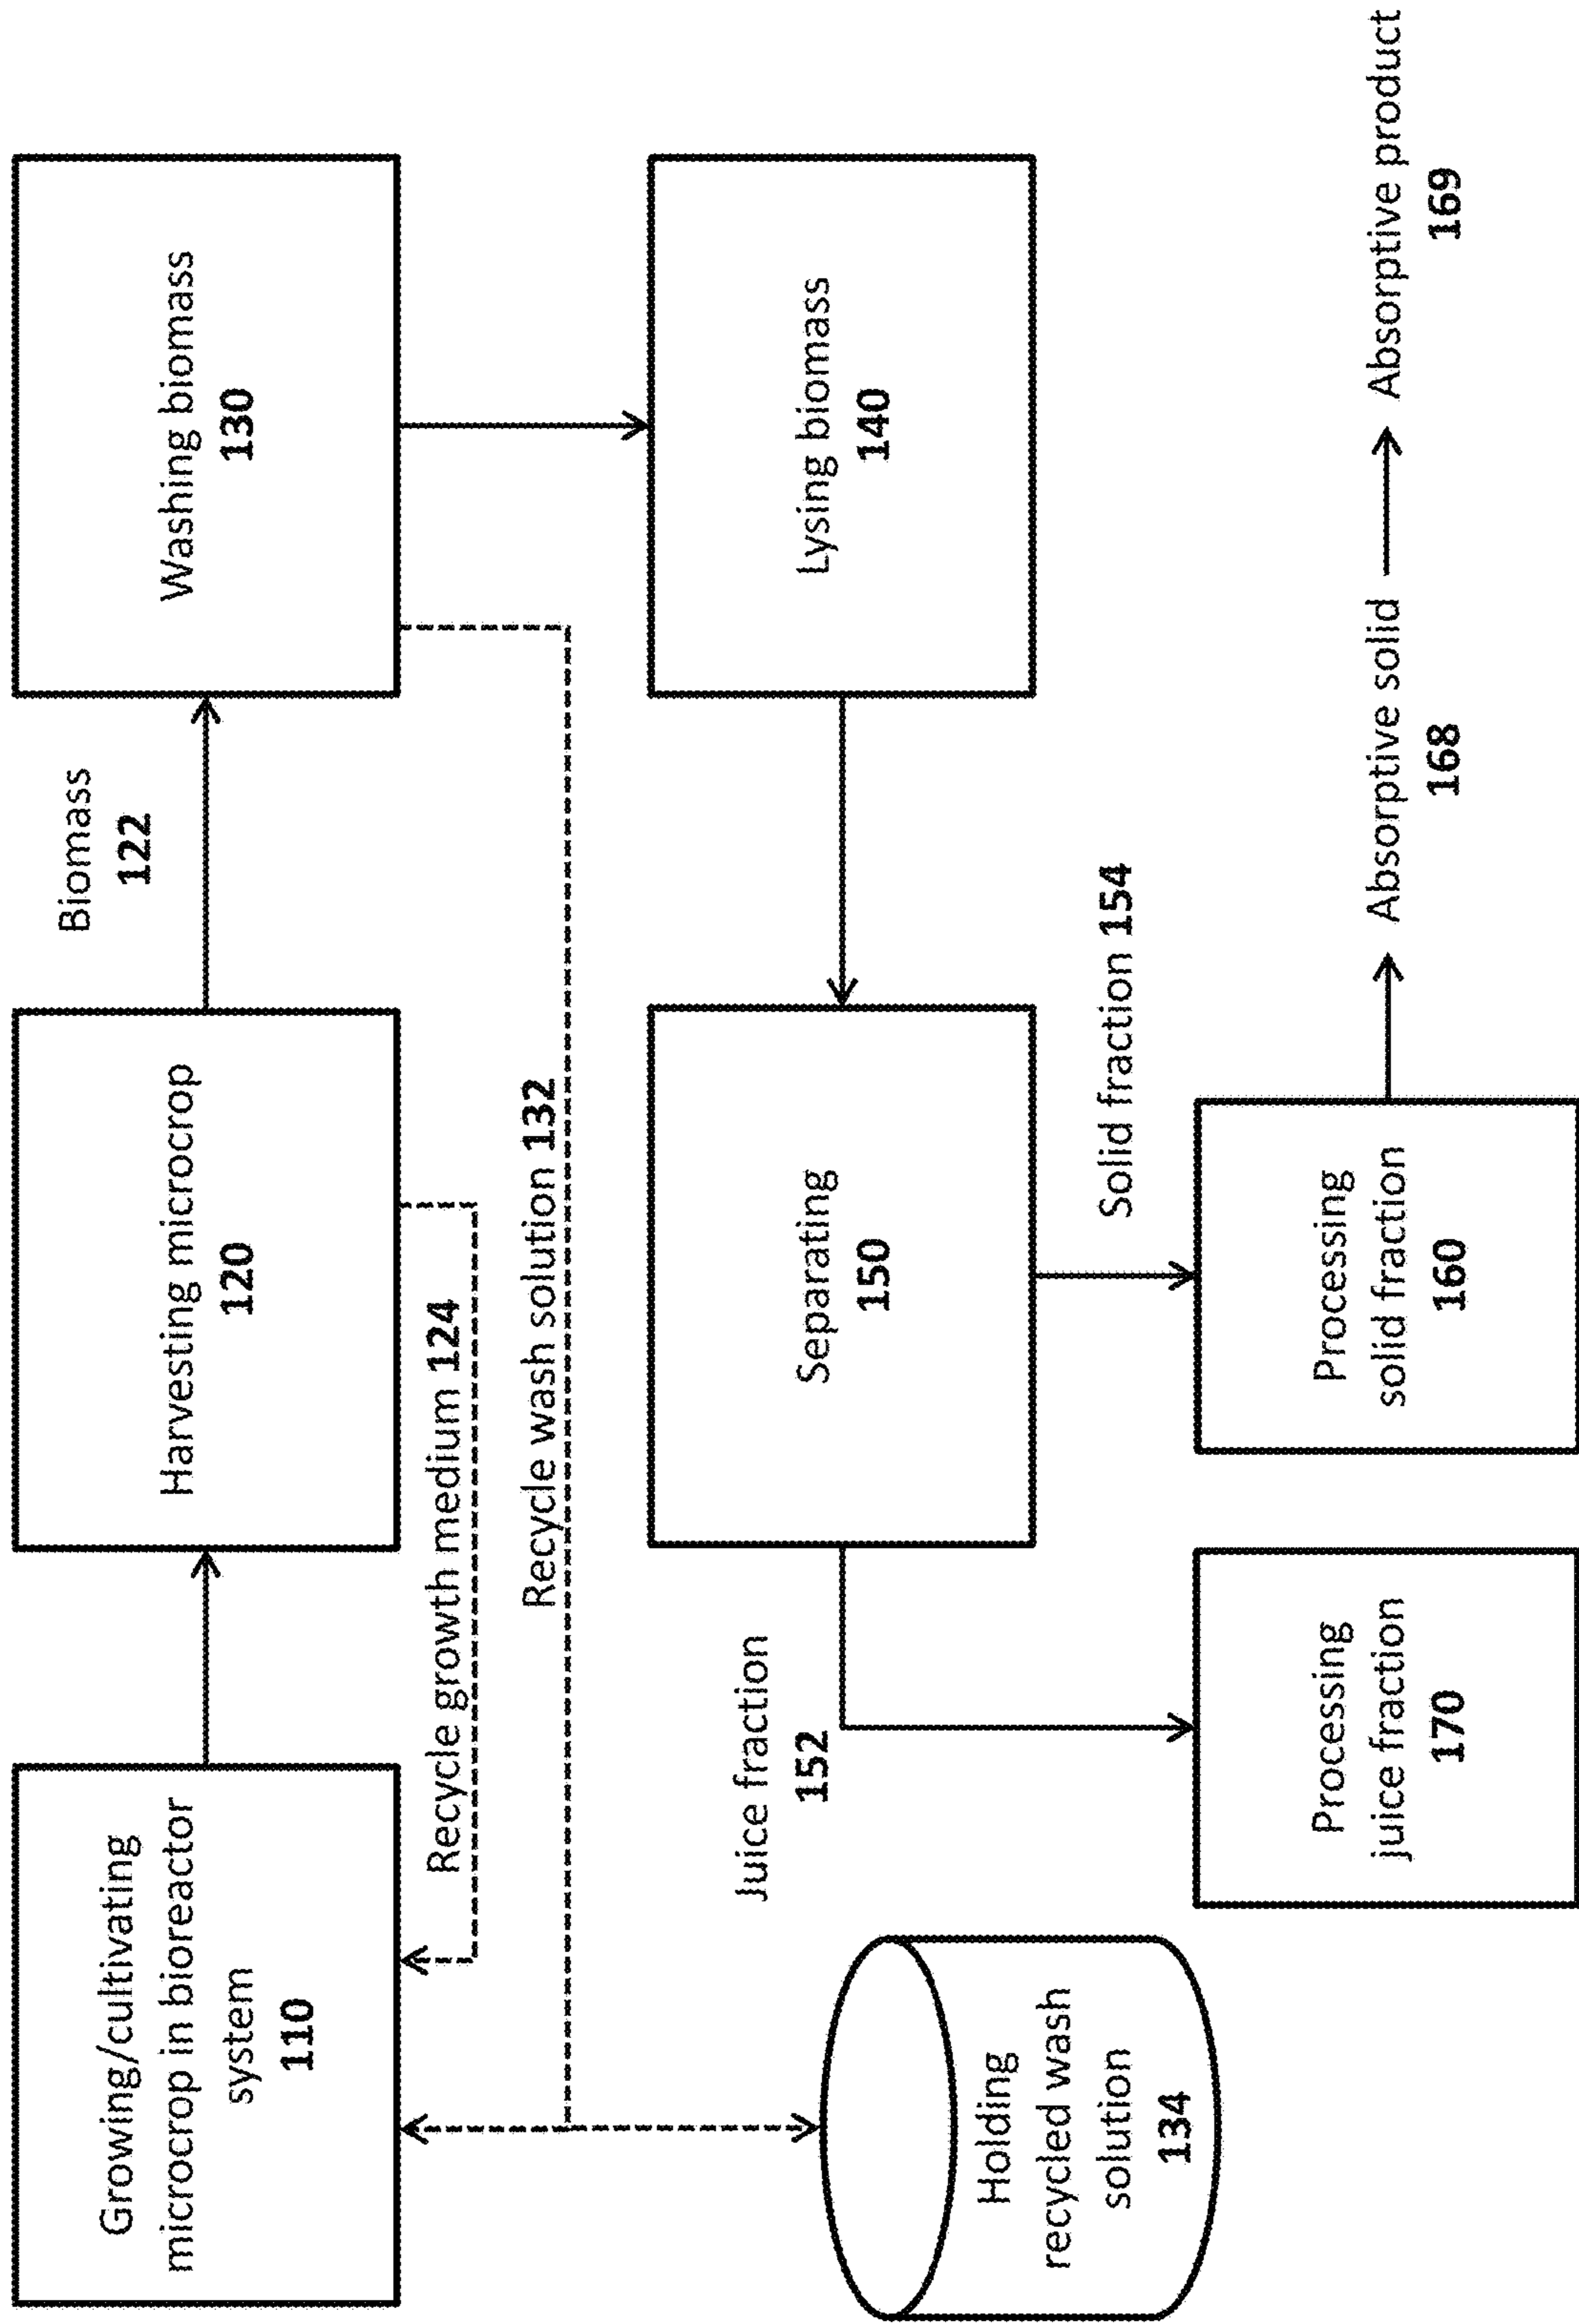 Growing/cultivating
microcrop in bioreactor
system
110
Harvesting microcrop
120
Biomass
122
Washing biomass
130
Recycle growth medium 124
Recycle wash solution 132
Holding
recycled wash
solution
134
Juice fraction
152
Separating
150
Lysing biomass
140
Solid fraction 154
Processing
juice fraction
170
Processing
solid fraction
160
Absorptive solid
168
Absorptive product
169